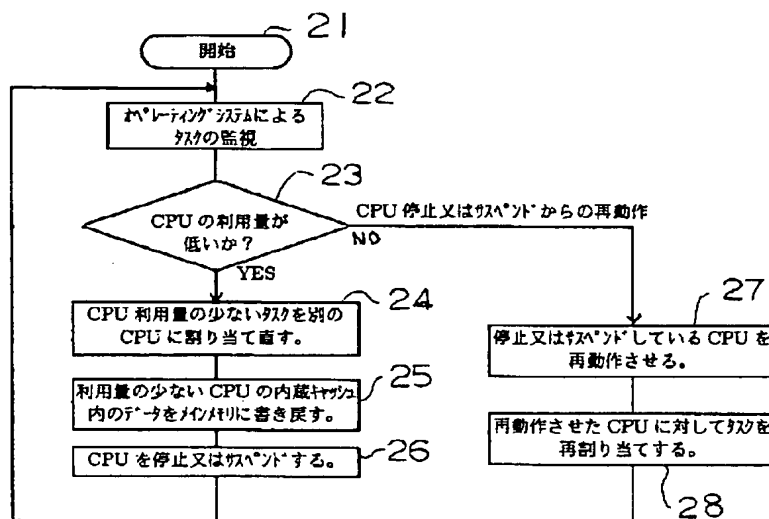 開始
21
オペレーティングシステムによる
タスクの監視
22
CPU の利用量が
低いか？
23
CPU 停止又はサスペンドからの再動作
NO
YES
CPU 利用量の少ないタスクを別の
CPU に割り当て直す。
24
利用量の少ない CPU の内蔵キャッシュ
内のデータをメインメモリに書き戻す。
25
CPU を停止又はサスペンドする。
26
停止又はサスペンドしている CPU を
再動作させる。
27
再動作させた CPU に対してタスクを
再割り当てする。
28